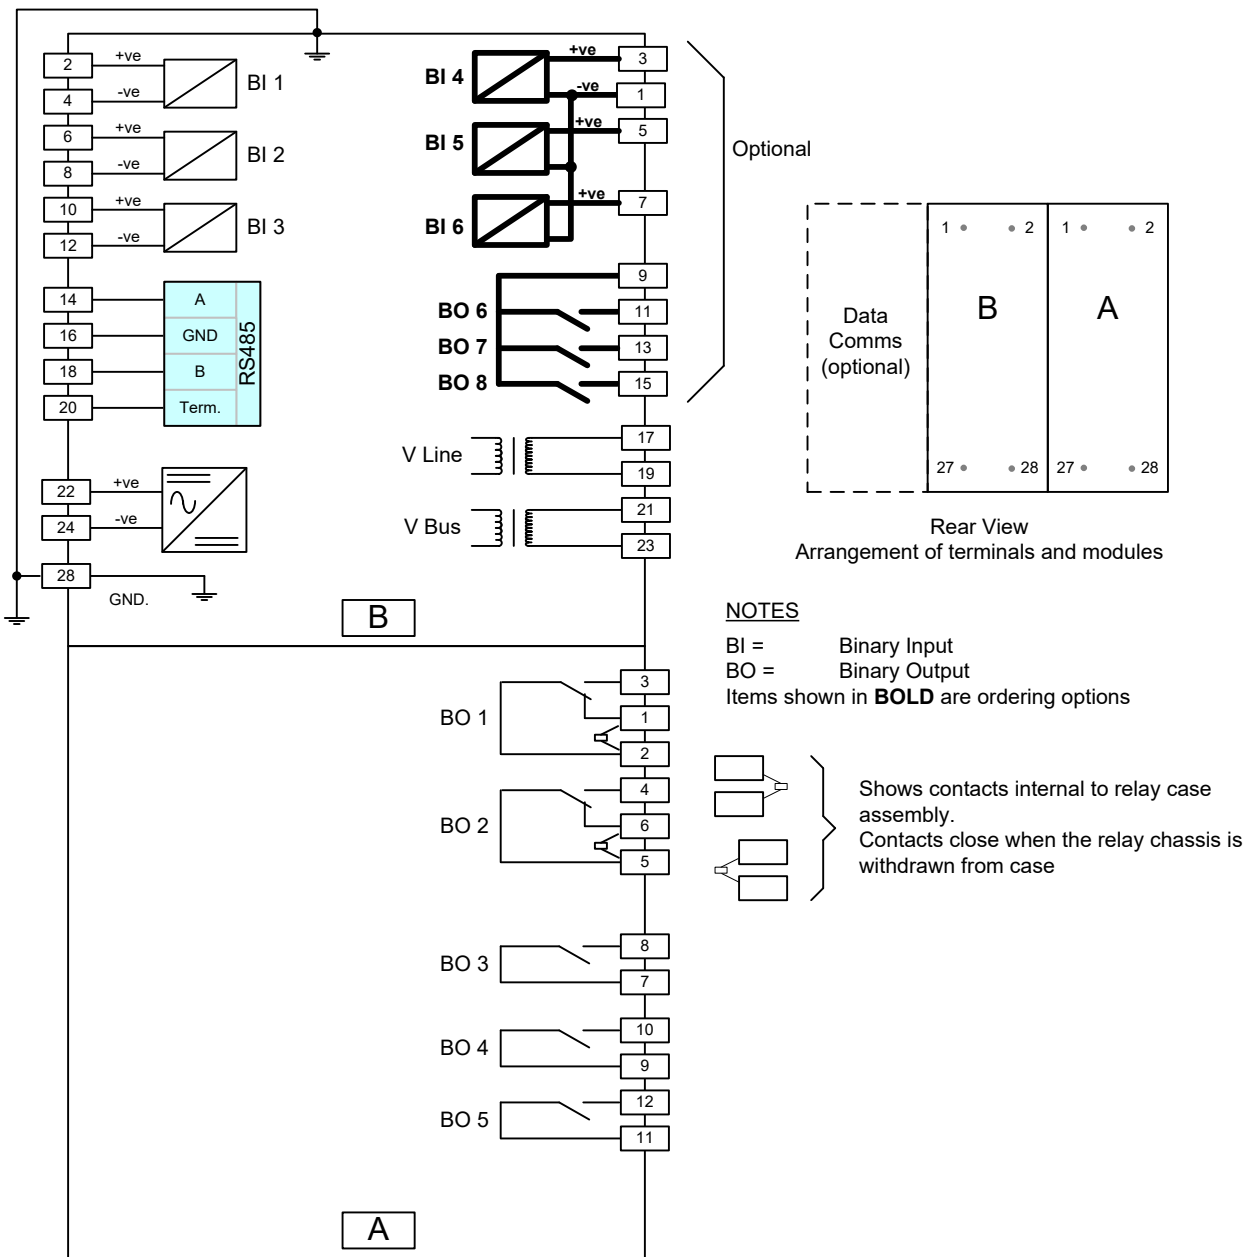 2 +ve
4 -ve
BI 1
6 +ve
8 -ve
BI 2
10 +ve
12 -ve
BI 3
14 A
16 GND
18 B
20 Term.
RS485
22 +ve
24 -ve
28
GND.
BI 4
+ve 3
-ve 1
BI 5
+ve 5
BI 6
+ve 7
9
BO 6 11
BO 7 13
BO 8 15
Optional
V Line
17
19
V Bus
21
23
B
BO 1
3
1
2
BO 2
4
6
5
BO 3
8
7
BO 4
10
9
BO 5
12
11
A
Data
Comms
(optional)
1 2
B
27 28
1 2
A
27 28
Rear View
Arrangement of terminals and modules
NOTES
BI = Binary Input
BO = Binary Output
Items shown in BOLD are ordering options
Shows contacts internal to relay case
assembly.
Contacts close when the relay chassis is
withdrawn from case